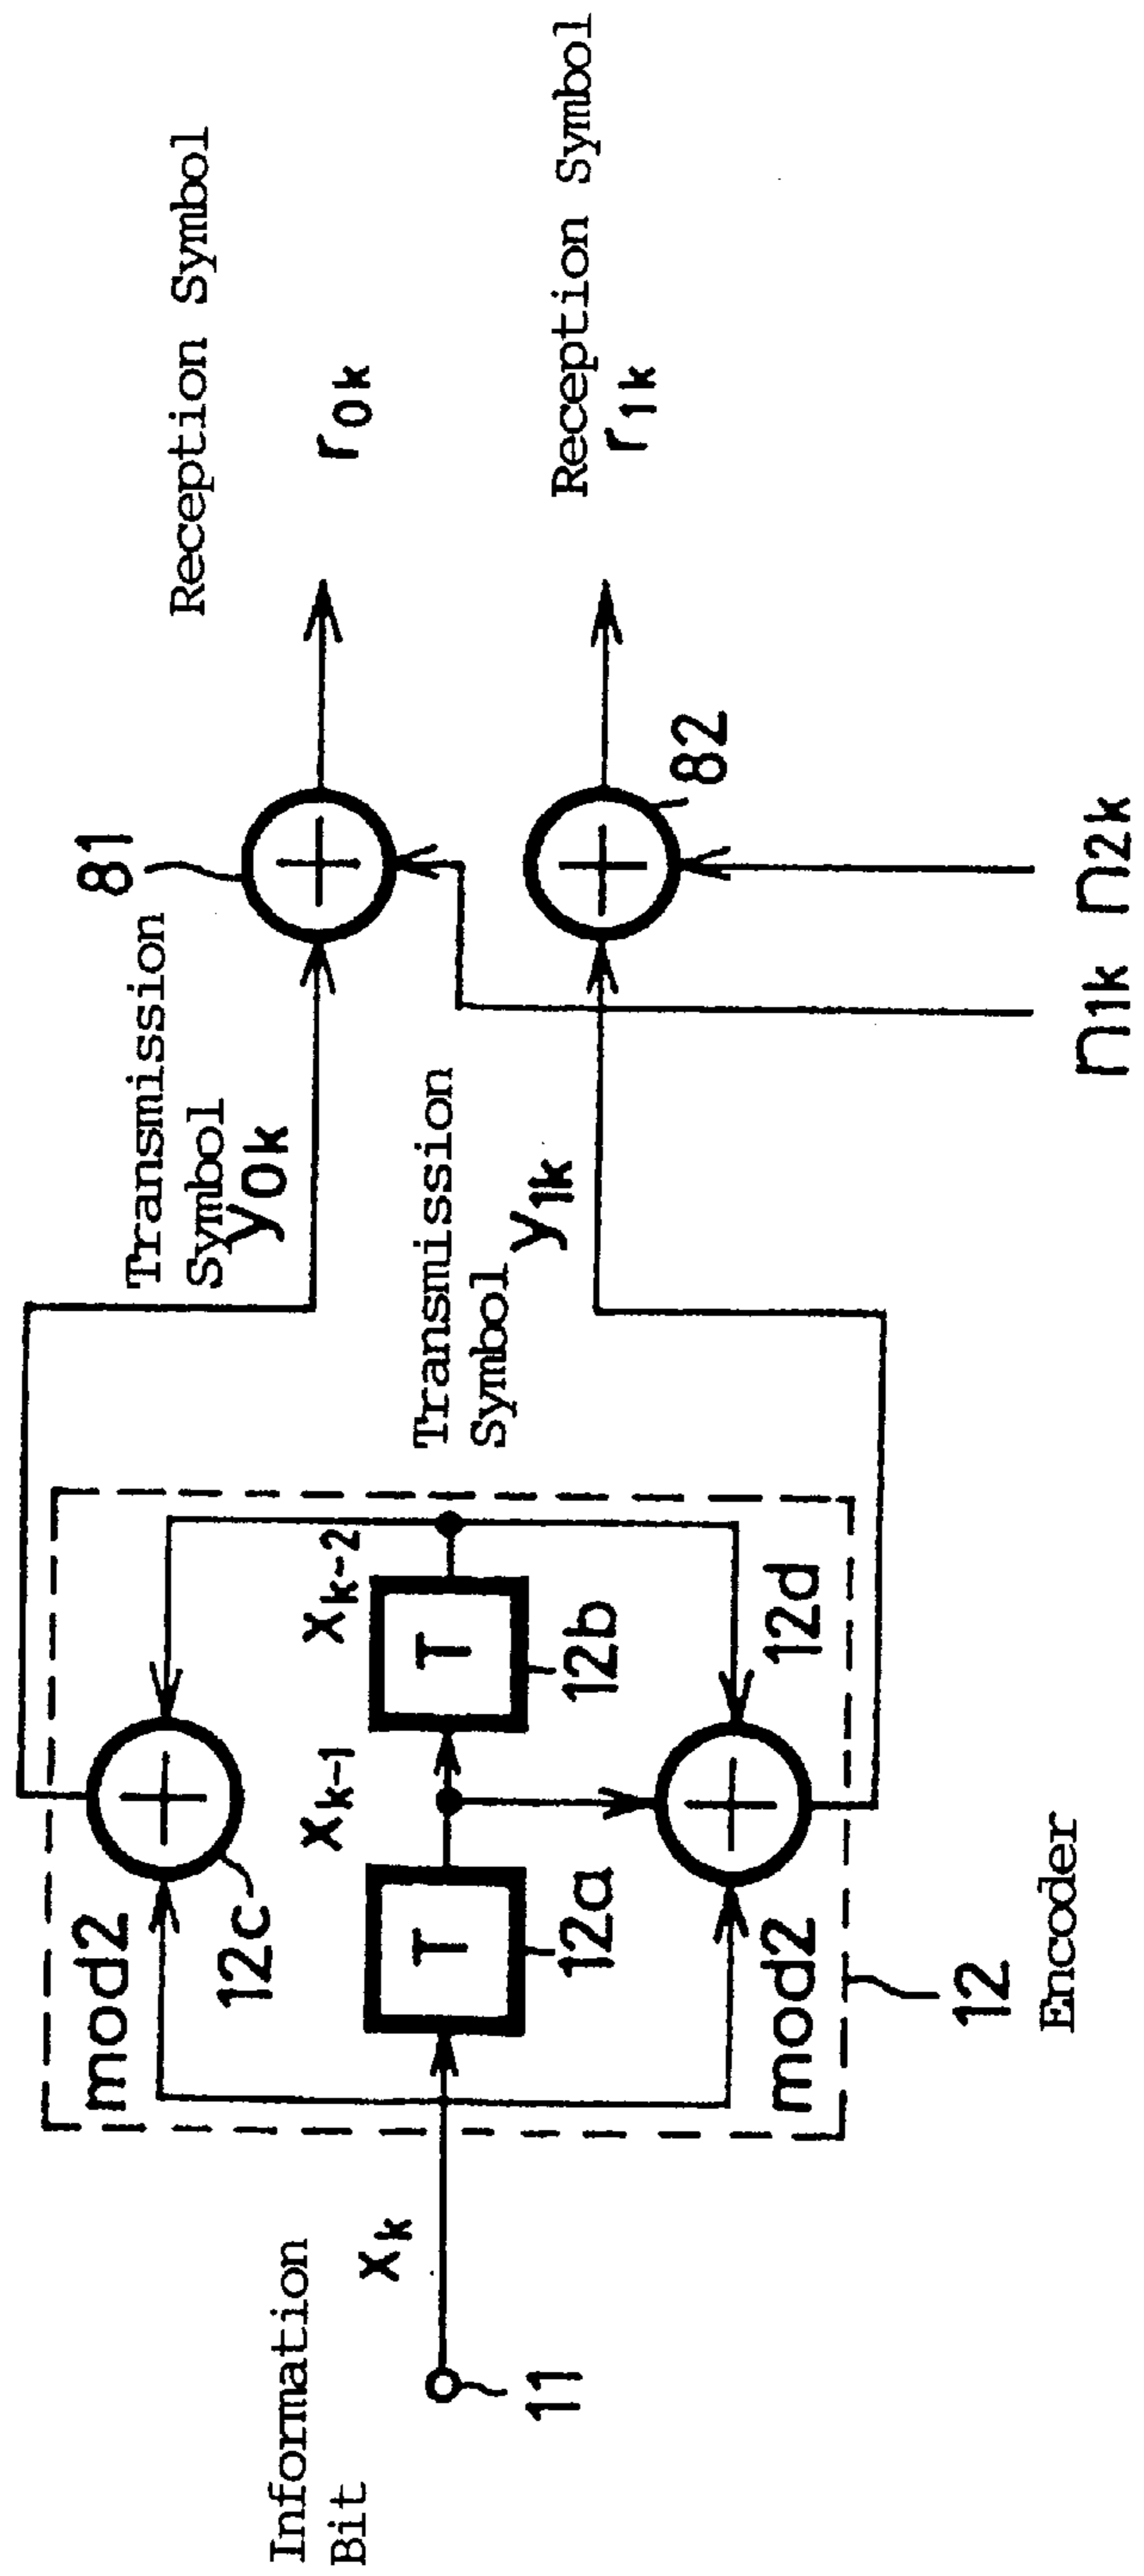 Information
Bit
xk
11
mod2
12c
T
12a
xk-1
T
12b
xk-2
mod2
12d
12
Encoder
Transmission
Symbol
y0k
Transmission
Symbol
y1k
81
82
n1k
n2k
Reception Symbol
r0k
Reception Symbol
r1k